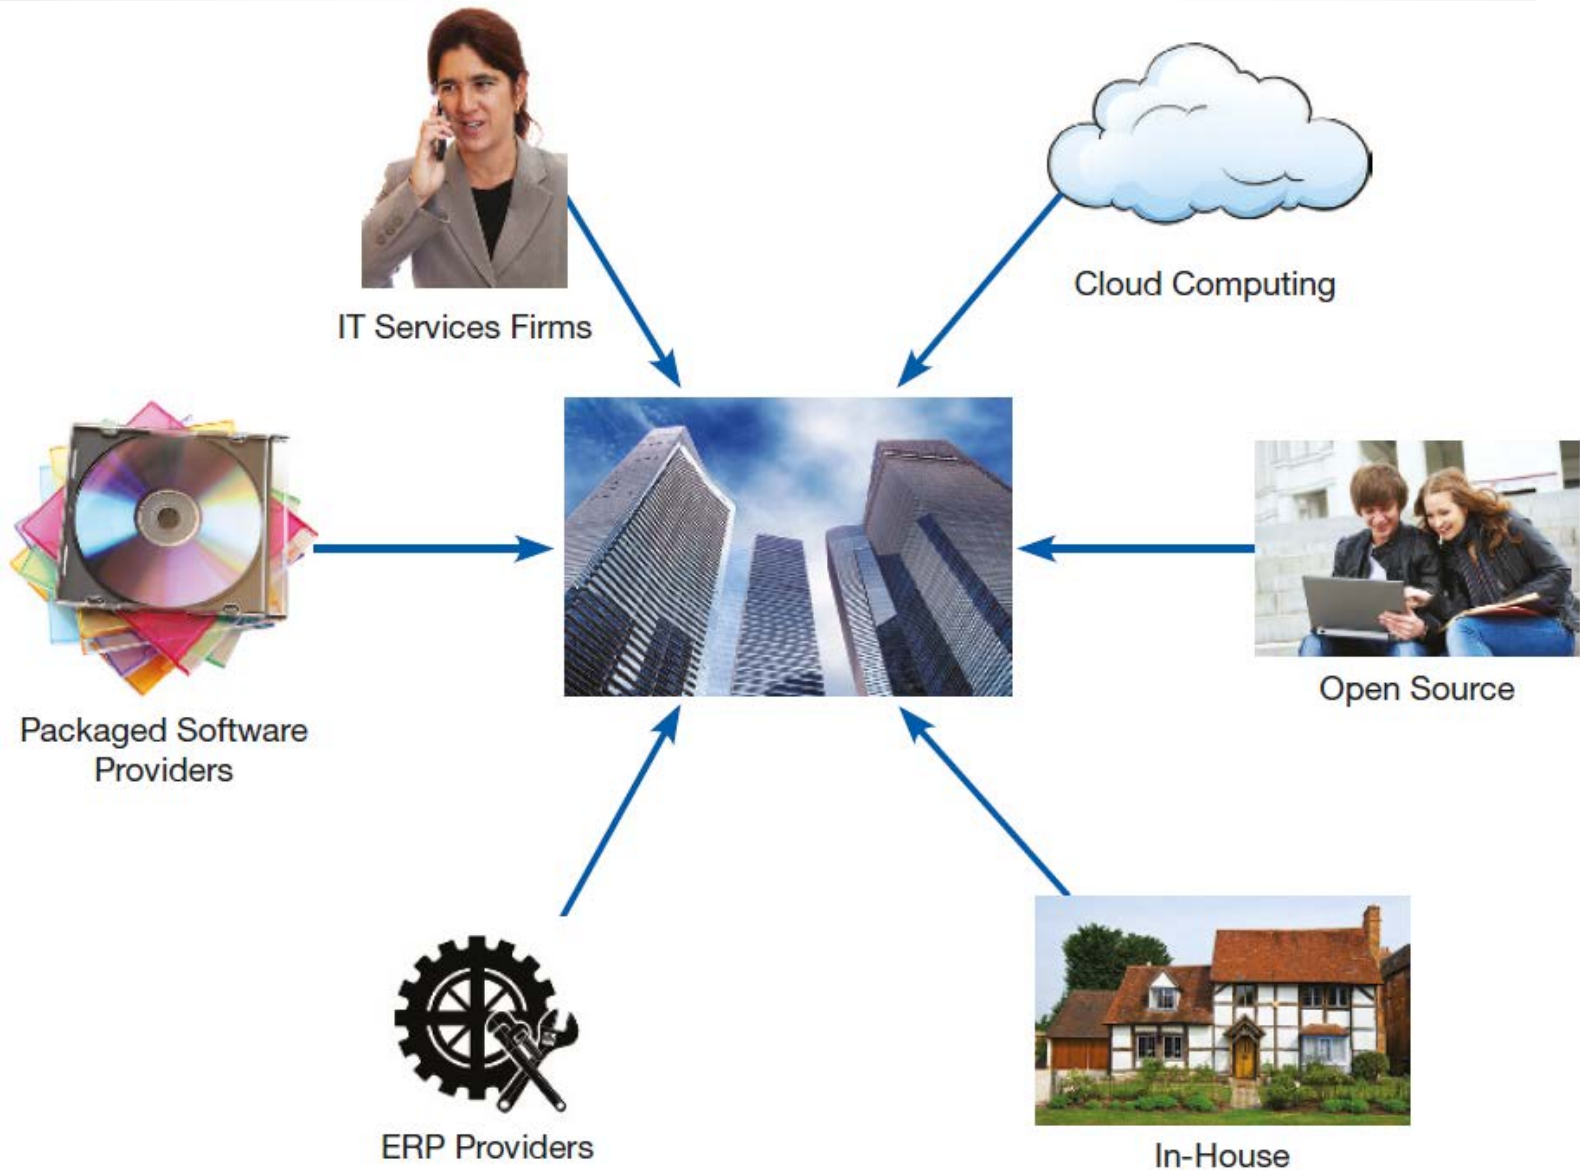 IT Services Firms
Cloud Computing
Packaged Software
Providers
Open Source
ERP Providers
In-House